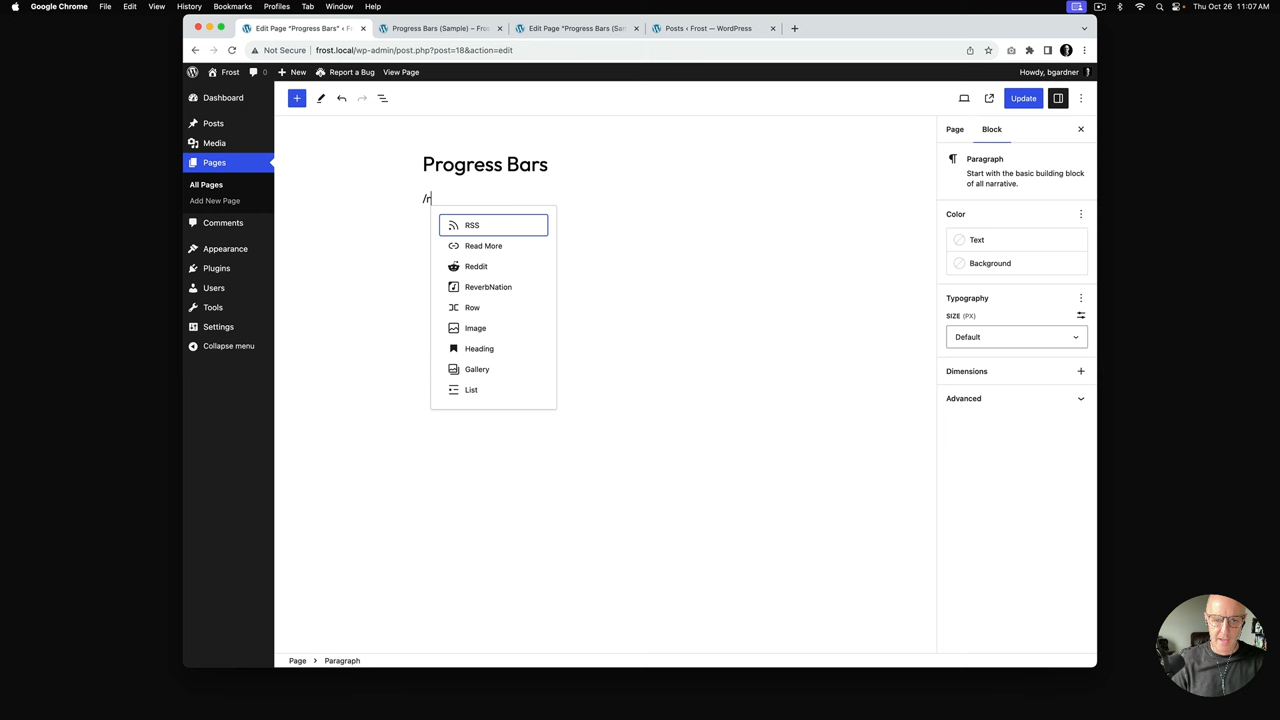 Google Chrome File Edit View History Bookmarks Profiles Tab Window Help Thu Oct 26 11:07 AM
Edit Page “Progress Bars” ‹ Fr Progress Bars (Sample) – Fros Edit Page “Progress Bars (Sam Posts ‹ Frost — WordPress
Not Secure frost.local/wp-admin/post.php?post=18&action=edit
Frost 0 New Report a Bug View Page Howdy, bgardner
Dashboard
Posts
Media
Pages
All Pages
Add New Page
Comments
Appearance
Plugins
Users
Tools
Settings
Collapse menu
Update
Progress Bars
/r
RSS
Read More
Reddit
ReverbNation
Row
Image
Heading
Gallery
List
Page Block
Paragraph
Start with the basic building block
of all narrative.
Color
Text
Background
Typography
SIZE (PX)
Default
Dimensions
Advanced
Page › Paragraph